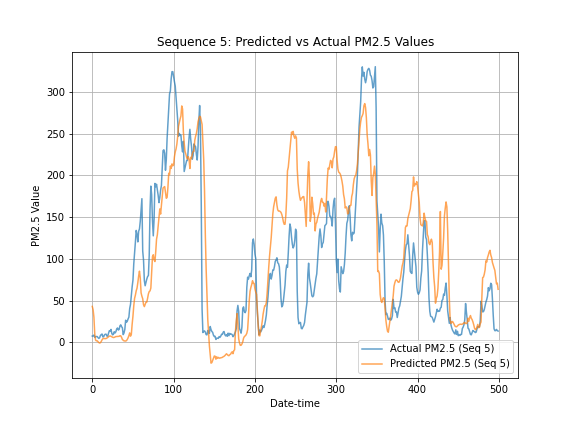 Sequence 5: Predicted vs Actual PM2.5 Values
PM2.5 Value
300
250
200
150
100
50
0
0 100 200 300 400 500
Date-time
Actual PM2.5 (Seq 5)
Predicted PM2.5 (Seq 5)